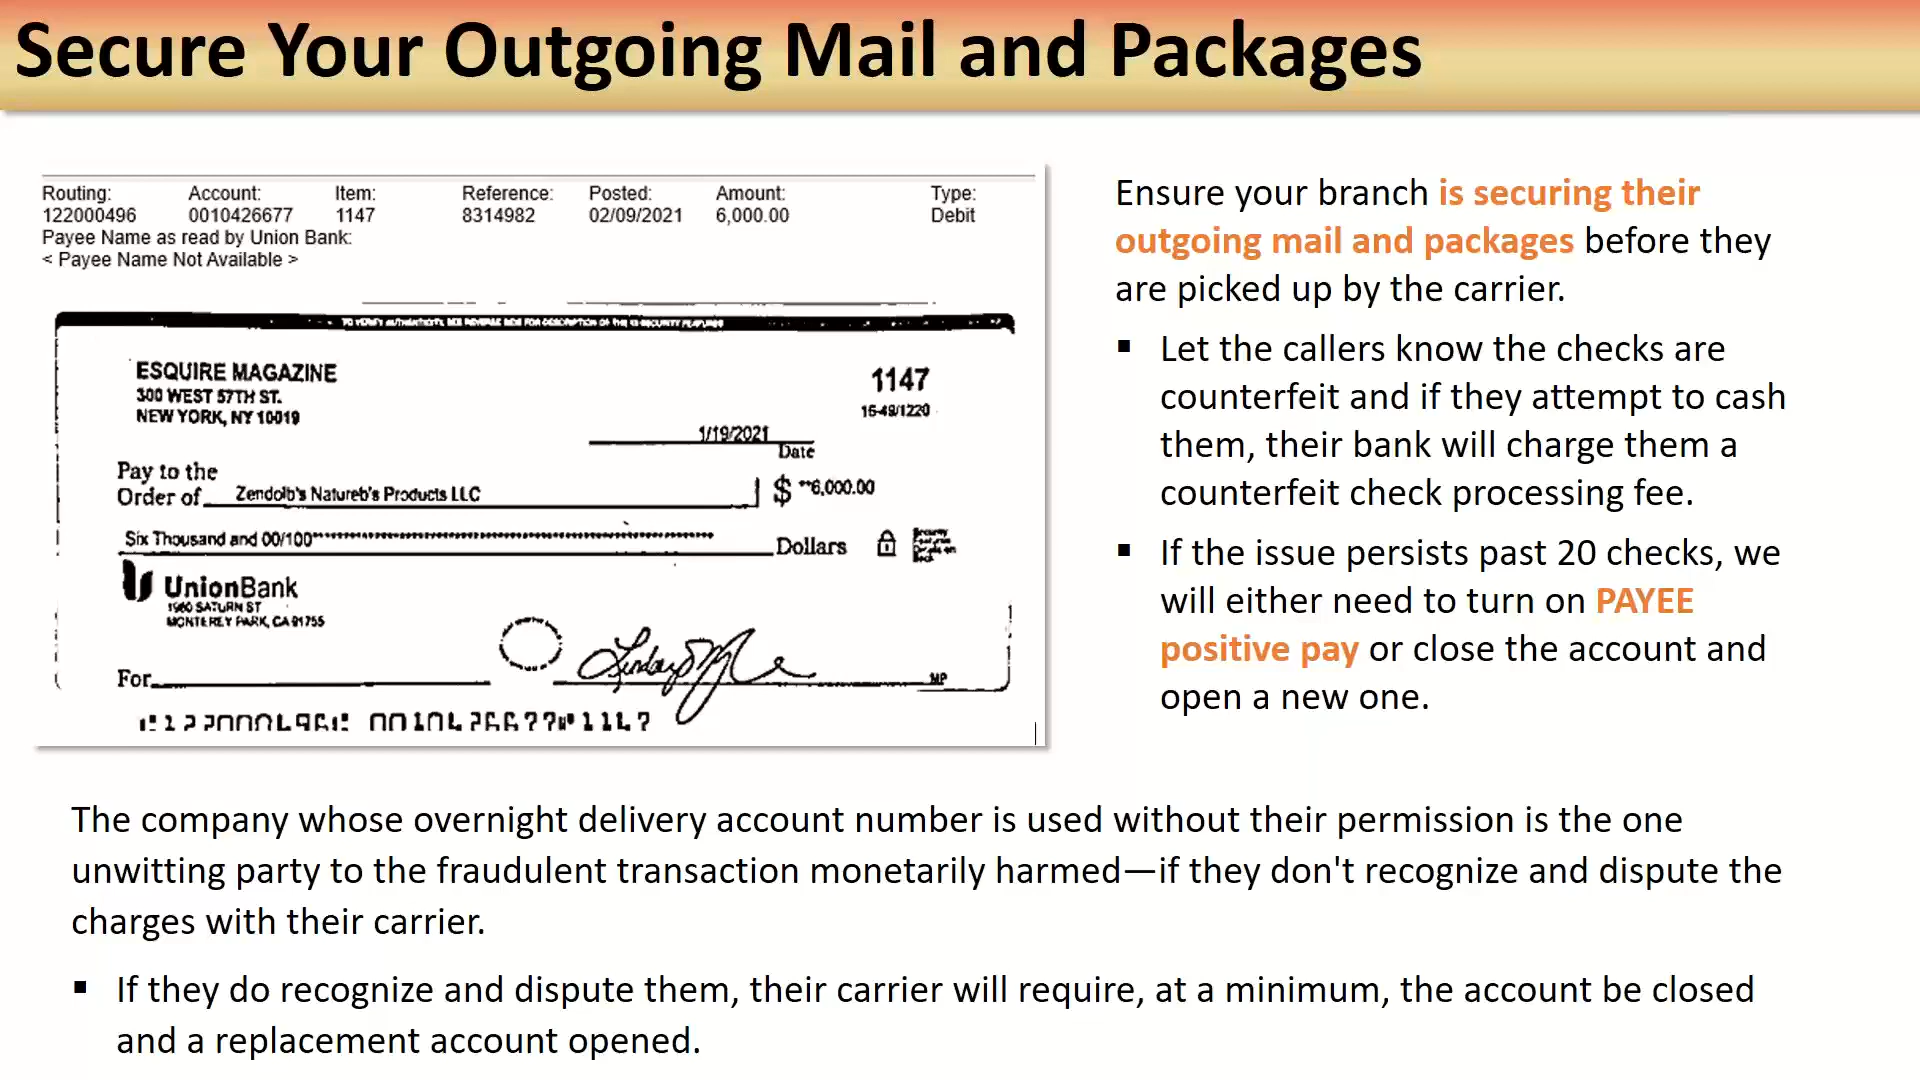 Secure Your Outgoing Mail and Packages
Routing: Account: Item: Reference: Posted: Amount: Type:
122000496 0010426677 1147 8314982 02/09/2021 6,000.00 Debit
Payee Name as read by Union Bank:
< Payee Name Not Available >
ESQUIRE MAGAZINE
300 WEST 57TH ST.
NEW YORK, NY 10019
1147
16-49/1220
1/19/2021
Date
Pay to the
Order of Zendolb's Natureb's Products LLC $ **6,000.00
Six Thousand and 00/100 Dollars
UnionBank
1980 SATURN ST
MONTEREY PARK, CA 91755
For
MP
Ensure your branch is securing their
outgoing mail and packages before they
are picked up by the carrier.
▪ Let the callers know the checks are
counterfeit and if they attempt to cash
them, their bank will charge them a
counterfeit check processing fee.
▪ If the issue persists past 20 checks, we
will either need to turn on PAYEE
positive pay or close the account and
open a new one.
The company whose overnight delivery account number is used without their permission is the one
unwitting party to the fraudulent transaction monetarily harmed—if they don't recognize and dispute the
charges with their carrier.
▪ If they do recognize and dispute them, their carrier will require, at a minimum, the account be closed
and a replacement account opened.